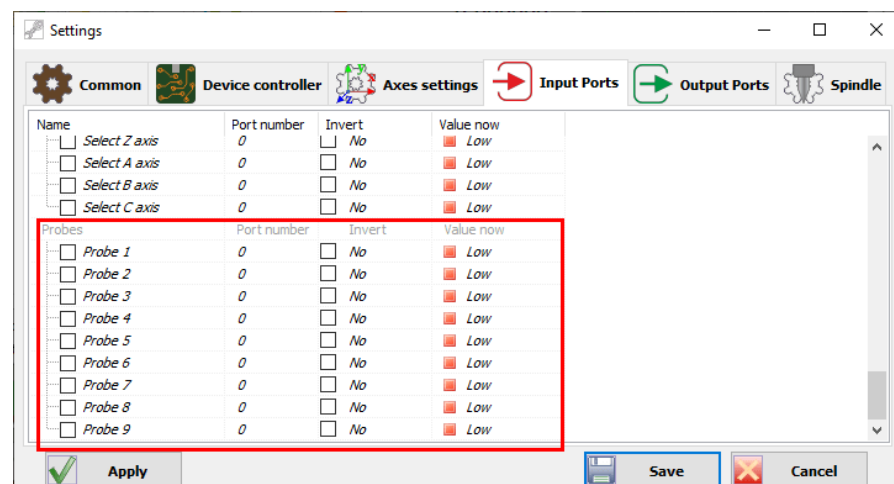 Settings
Common Device controller Axes settings Input Ports Output Ports Spindle
Name Port number Invert Value now
Select Z axis 0 No Low
Select A axis 0 No Low
Select B axis 0 No Low
Select C axis 0 No Low
Probes Port number Invert Value now
Probe 1 0 No Low
Probe 2 0 No Low
Probe 3 0 No Low
Probe 4 0 No Low
Probe 5 0 No Low
Probe 6 0 No Low
Probe 7 0 No Low
Probe 8 0 No Low
Probe 9 0 No Low
Apply Save Cancel